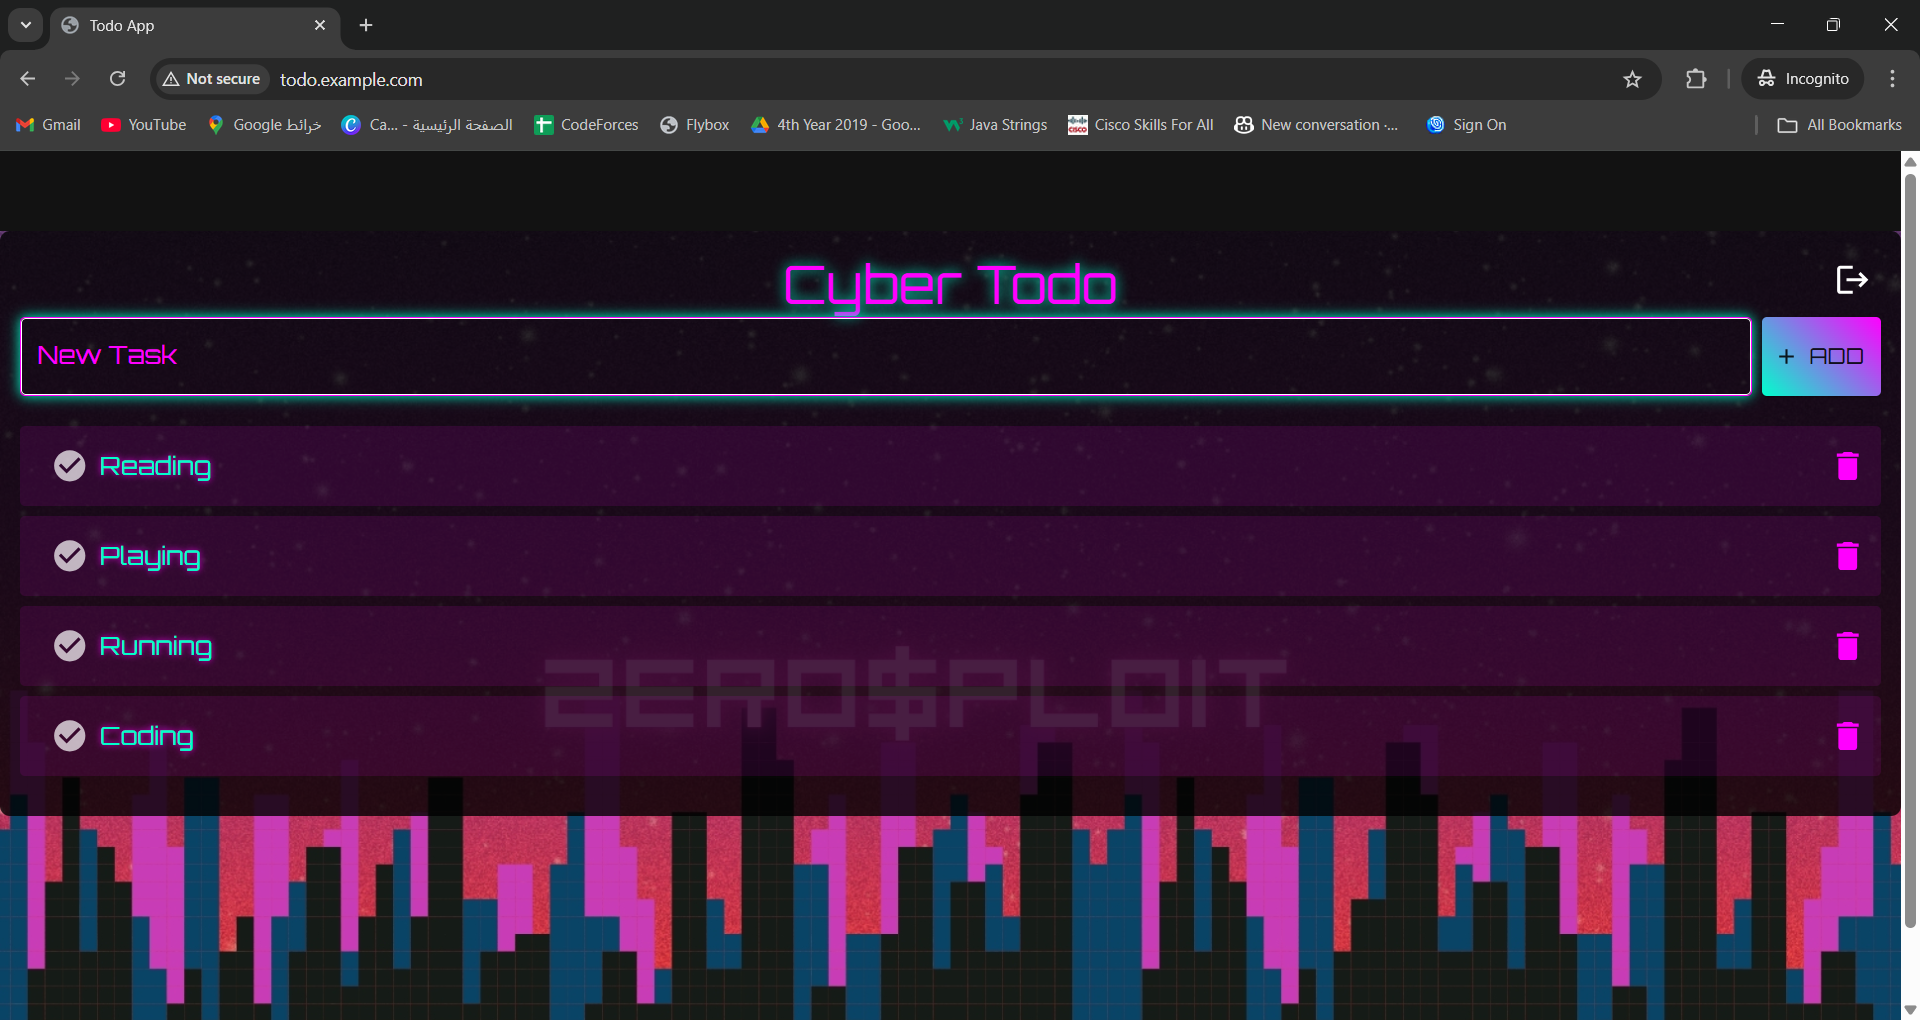 Todo App
Not secure todo.example.com Incognito
Gmail YouTube خرائط Google Ca... - الصفحة الرئيسية CodeForces Flybox 4th Year 2019 - Goo... Java Strings Cisco Skills For All New conversation ·... Sign On All Bookmarks
Cyber Todo
New Task + ADD
Reading
Playing
Running
ZERO$PLOIT
Coding